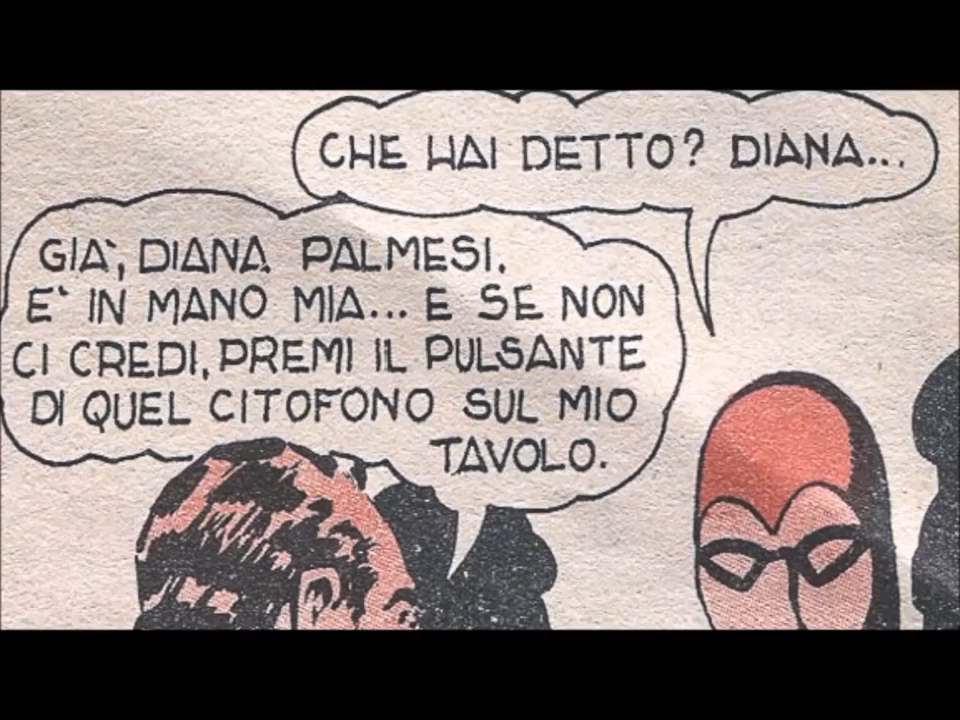 CHE HAI DETTO? DIANA...
GIA', DIANA PALMESI.
E' IN MANO MIA... E SE NON
CI CREDI, PREMI IL PULSANTE
DI QUEL CITOFONO SUL MIO
TAVOLO.